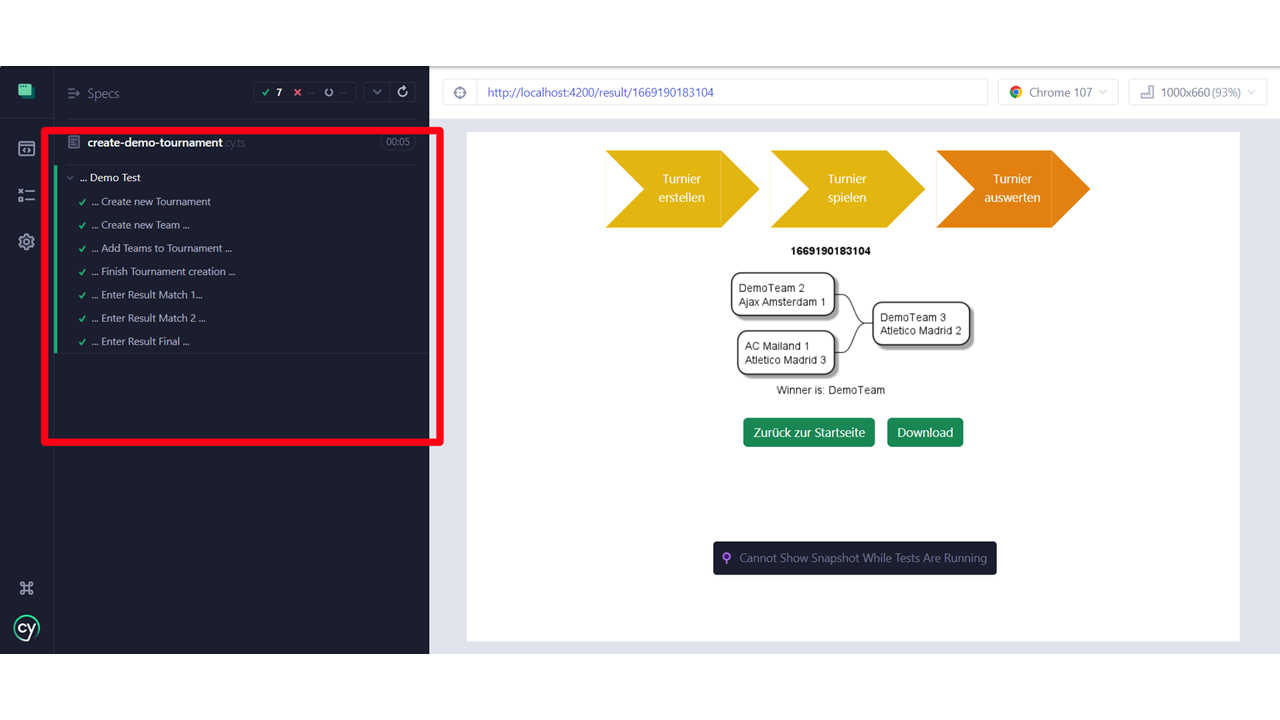 Specs
7 -- --
create-demo-tournament.cy.ts 00:05
... Demo Test
... Create new Tournament
... Create new Team ...
... Add Teams to Tournament ...
... Finish Tournament creation ...
... Enter Result Match 1...
... Enter Result Match 2 ...
... Enter Result Final ...
cy
http://localhost:4200/result/1669190183104
Chrome 107
1000x660 (93%)
Turnier
erstellen
Turnier
spielen
Turnier
auswerten
1669190183104
DemoTeam 2
Ajax Amsterdam 1
AC Mailand 1
Atletico Madrid 3
DemoTeam 3
Atletico Madrid 2
Winner is: DemoTeam
Zurück zur Startseite
Download
Cannot Show Snapshot While Tests Are Running